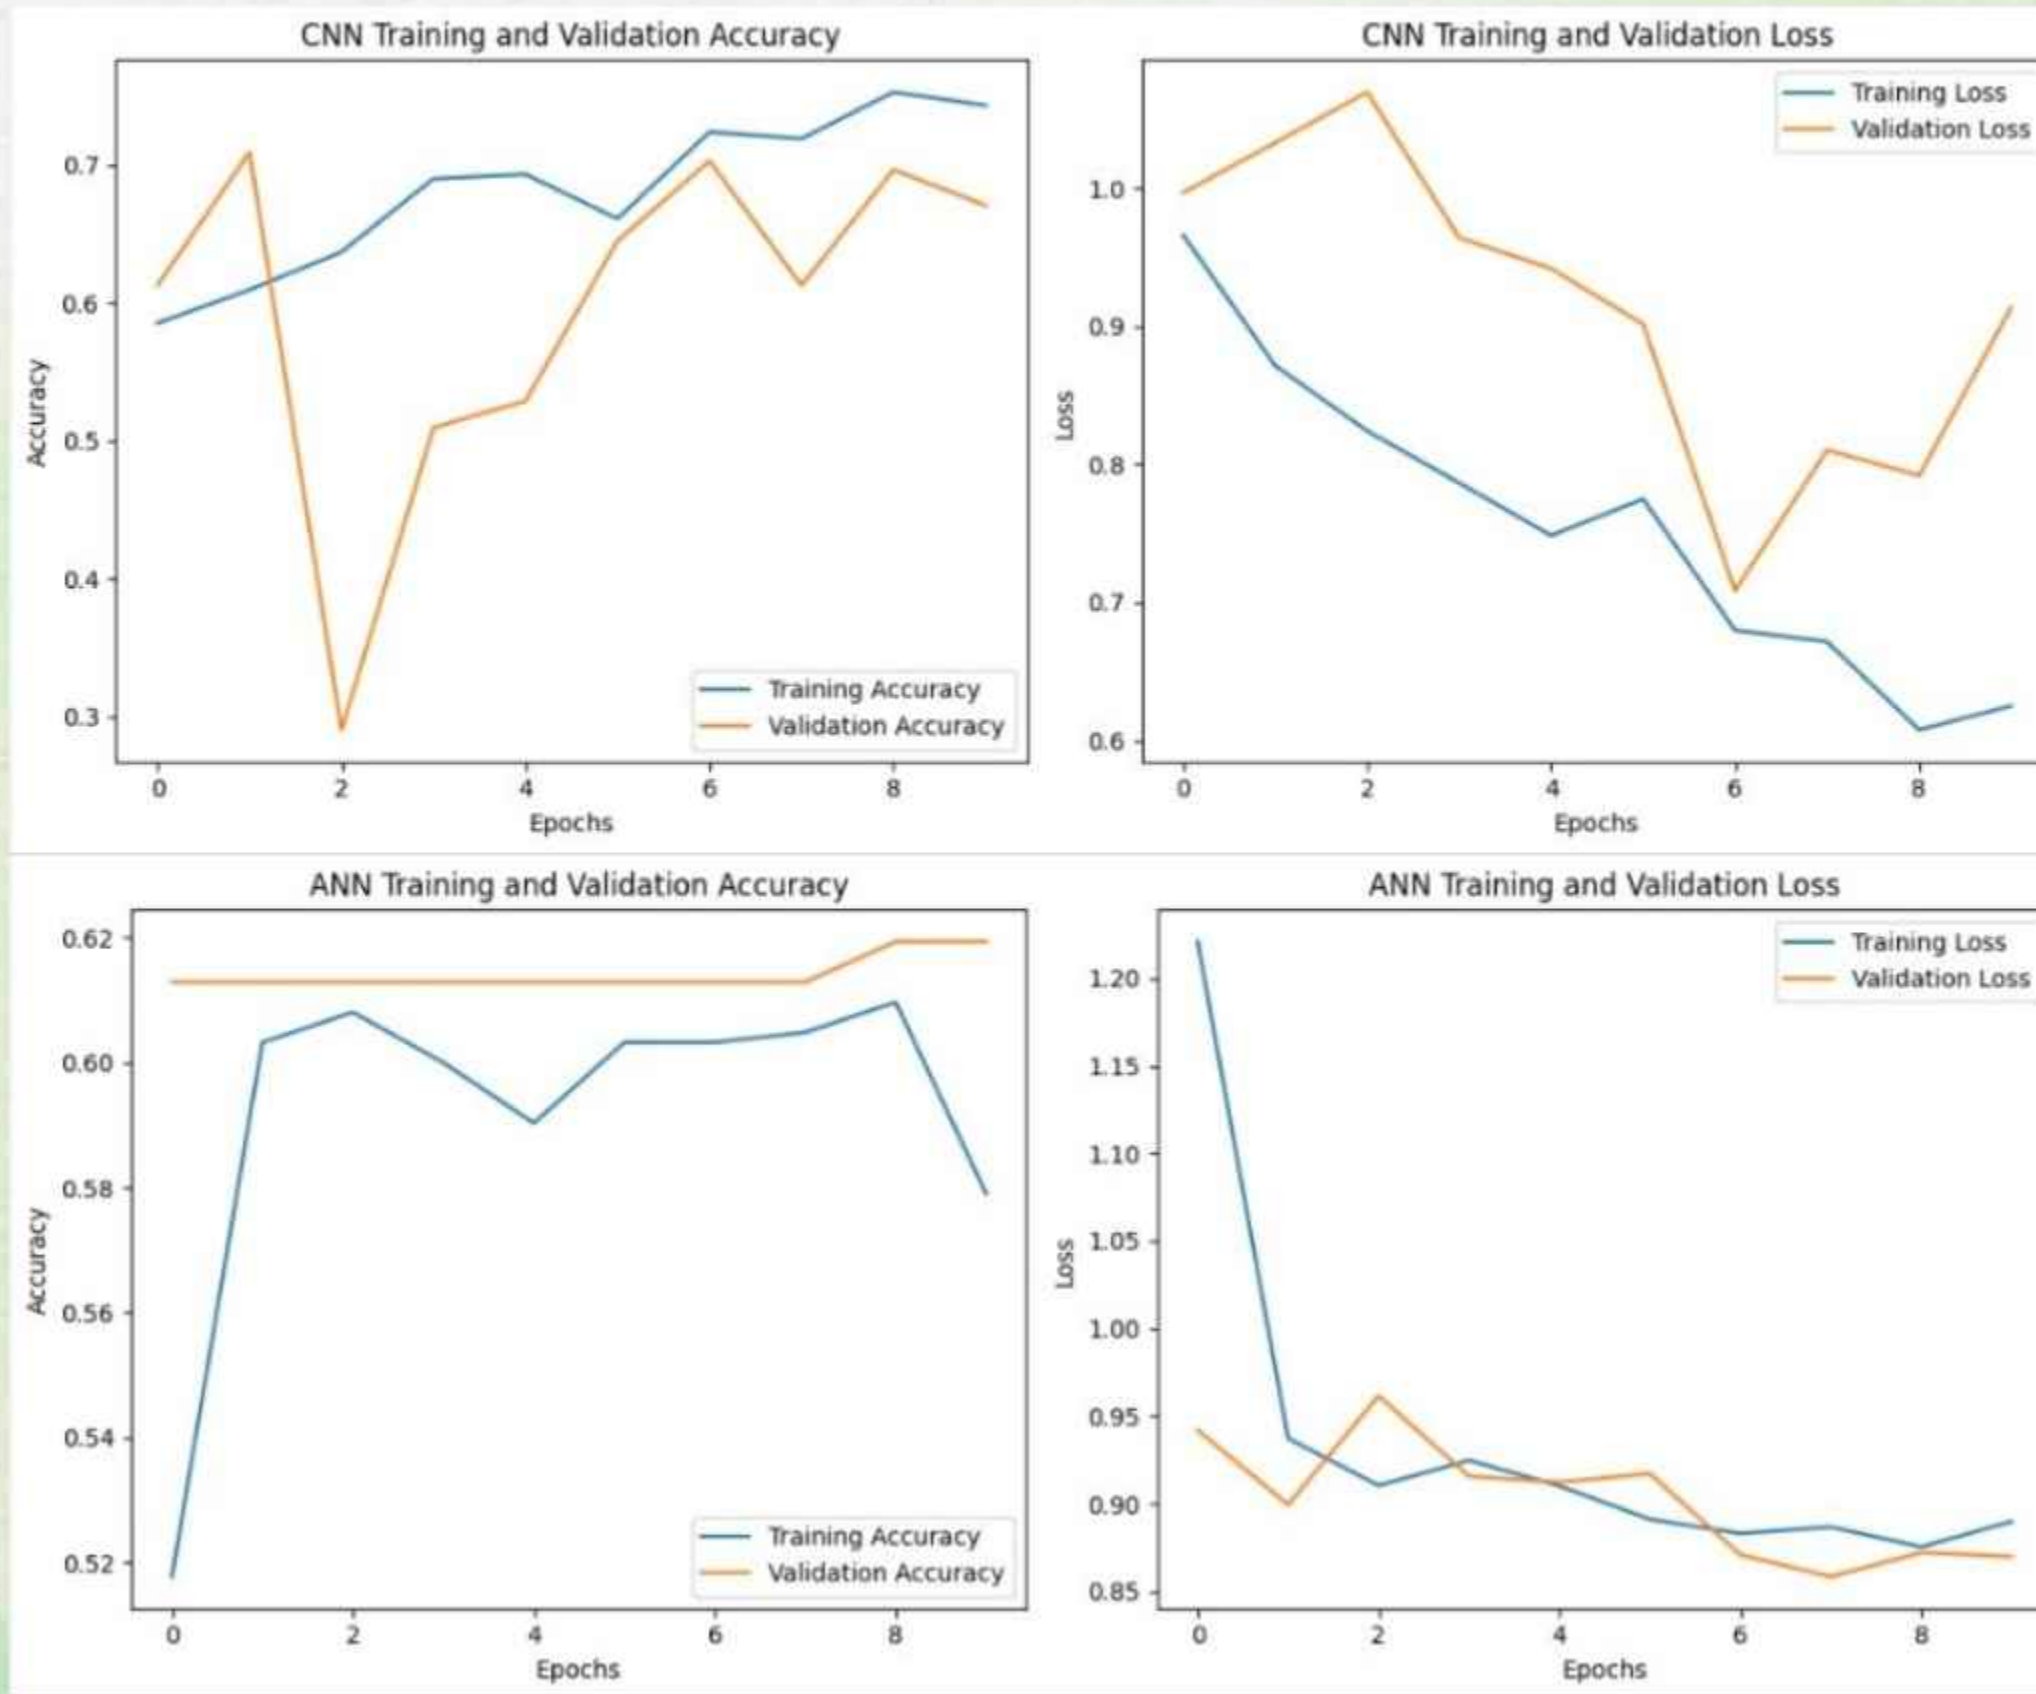 CNN Training and Validation Accuracy
Accuracy
0.7
0.6
0.5
0.4
0.3
Training Accuracy
Validation Accuracy
0 2 4 6 8
Epochs
CNN Training and Validation Loss
Loss
1.0
0.9
0.8
0.7
0.6
Training Loss
Validation Loss
0 2 4 6 8
Epochs
ANN Training and Validation Accuracy
Accuracy
0.62
0.60
0.58
0.56
0.54
0.52
Training Accuracy
Validation Accuracy
0 2 4 6 8
Epochs
ANN Training and Validation Loss
Loss
1.20
1.15
1.10
1.05
1.00
0.95
0.90
0.85
Training Loss
Validation Loss
0 2 4 6 8
Epochs